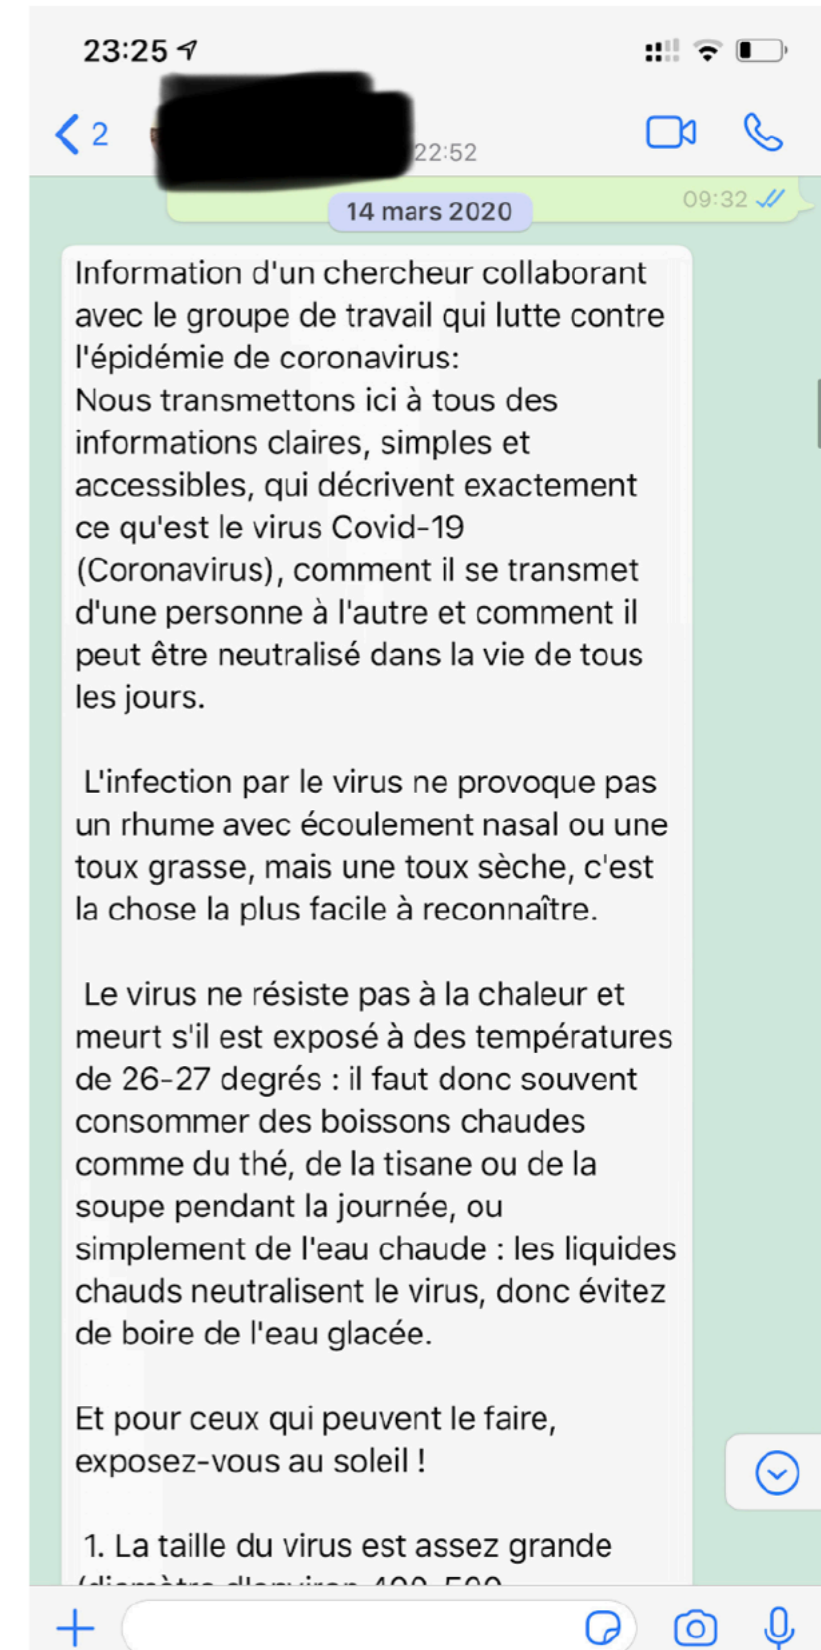 23:25
2
22:52
09:32
14 mars 2020
Information d'un chercheur collaborant
avec le groupe de travail qui lutte contre
l'épidémie de coronavirus:
Nous transmettons ici à tous des
informations claires, simples et
accessibles, qui décrivent exactement
ce qu'est le virus Covid-19
(Coronavirus), comment il se transmet
d'une personne à l'autre et comment il
peut être neutralisé dans la vie de tous
les jours.
L'infection par le virus ne provoque pas
un rhume avec écoulement nasal ou une
toux grasse, mais une toux sèche, c'est
la chose la plus facile à reconnaître.
Le virus ne résiste pas à la chaleur et
meurt s'il est exposé à des températures
de 26-27 degrés : il faut donc souvent
consommer des boissons chaudes
comme du thé, de la tisane ou de la
soupe pendant la journée, ou
simplement de l'eau chaude : les liquides
chauds neutralisent le virus, donc évitez
de boire de l'eau glacée.
Et pour ceux qui peuvent le faire,
exposez-vous au soleil !
1. La taille du virus est assez grande